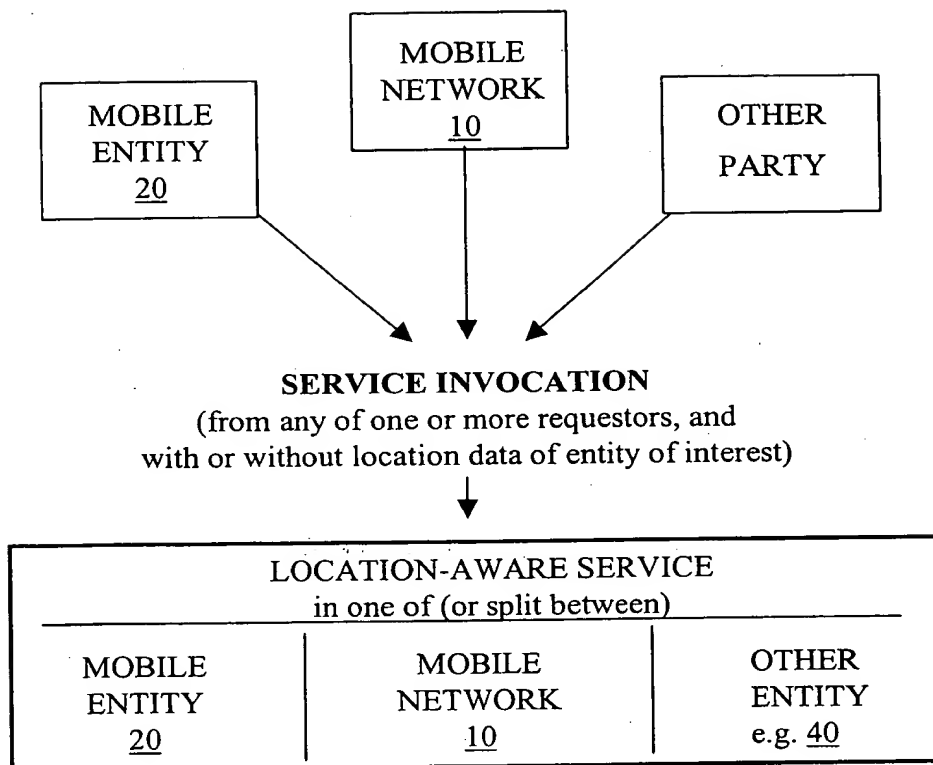 MOBILE
ENTITY
20
MOBILE
NETWORK
10
OTHER
PARTY
SERVICE INVOCATION
(from any of one or more requestors, and
with or without location data of entity of interest)
LOCATION-AWARE SERVICE
in one of (or split between)
MOBILE
ENTITY
20
MOBILE
NETWORK
10
OTHER
ENTITY
e.g. 40